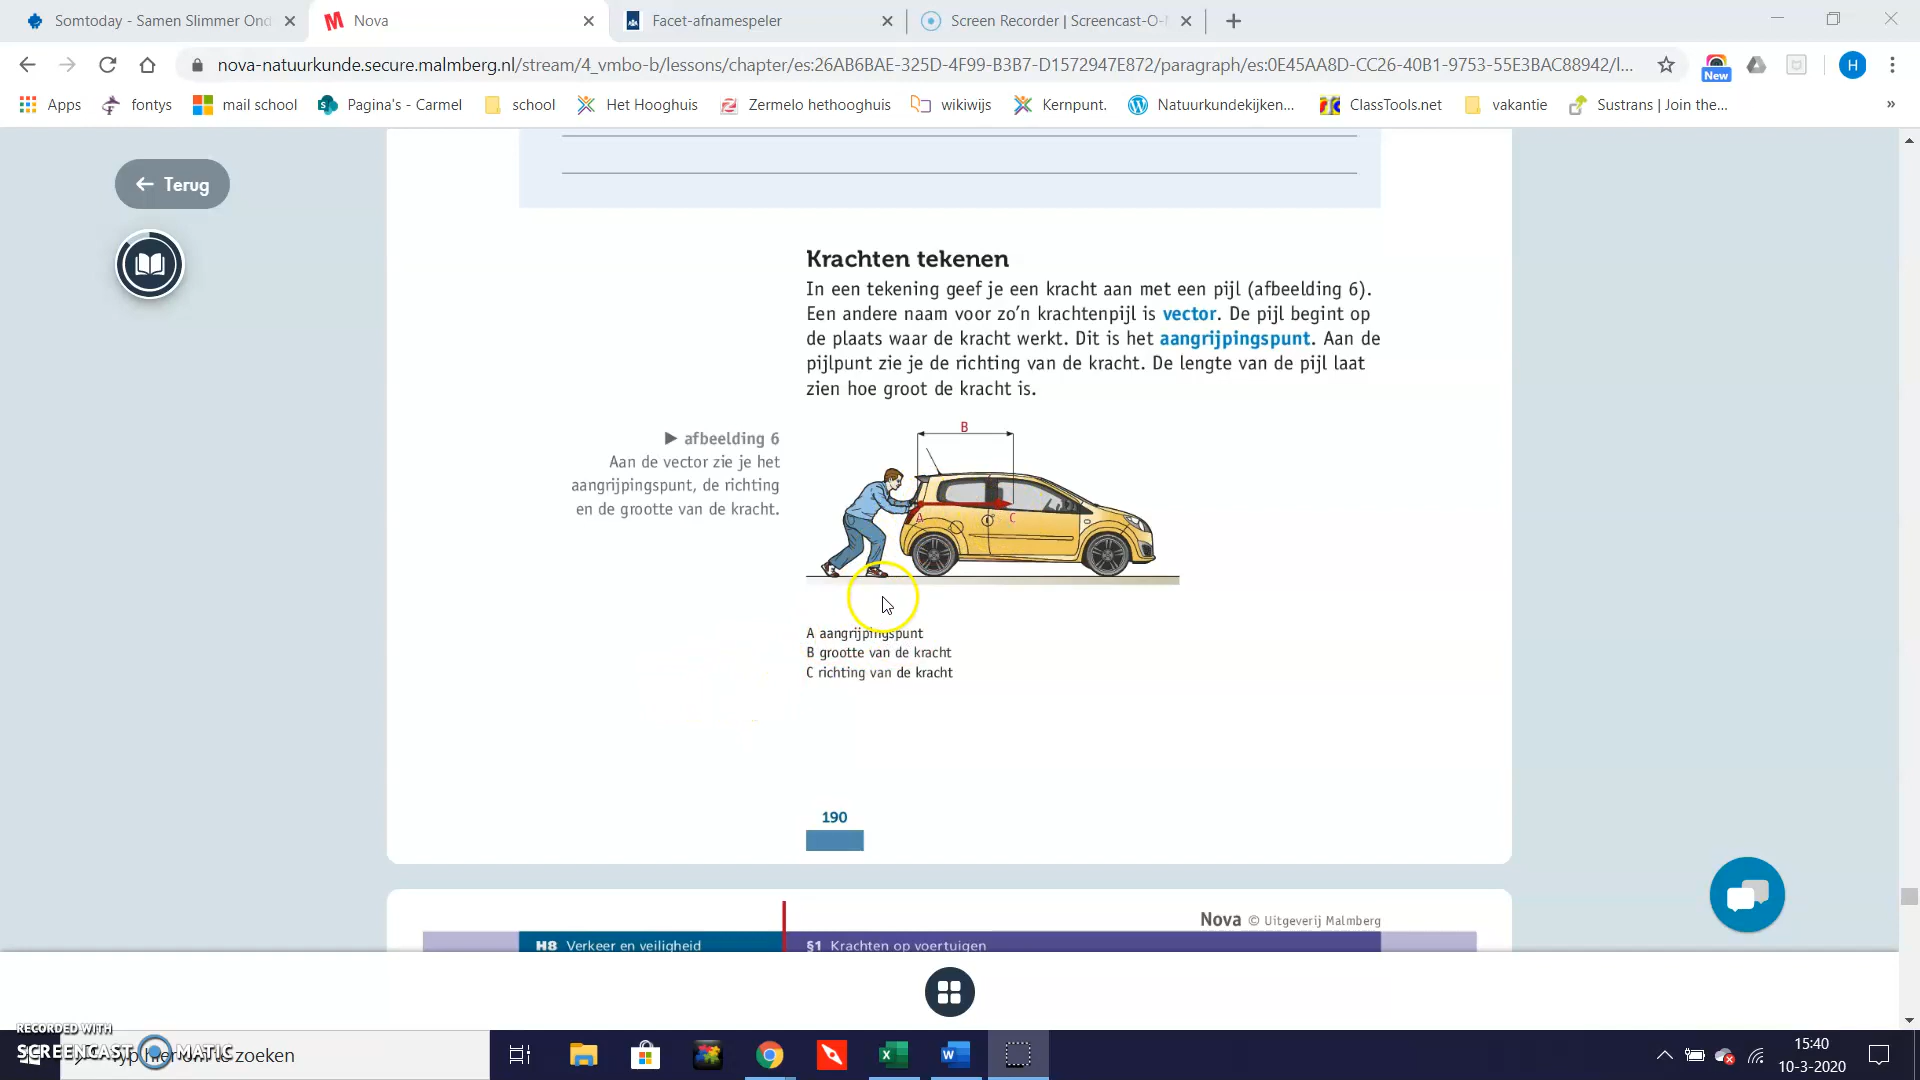 Somtoday - Samen Slimmer Ond
Nova
Facet-afnamespeler
Screen Recorder | Screencast-O-
nova-natuurkunde.secure.malmberg.nl/stream/4_vmbo-b/lessons/chapter/es:26AB6BAE-325D-4F99-B3B7-D1572947E872/paragraph/es:0E45AA8D-CC26-40B1-9753-55E3BAC88942/l...
New
H
Apps
fontys
mail school
Pagina's - Carmel
school
Het Hooghuis
Zermelo hethooghuis
wikiwijs
Kernpunt.
Natuurkundekijken...
ClassTools.net
vakantie
Sustrans | Join the...
»
Terug
Krachten tekenen
In een tekening geef je een kracht aan met een pijl (afbeelding 6).
Een andere naam voor zo'n krachtenpijl is vector. De pijl begint op
de plaats waar de kracht werkt. Dit is het aangrijpingspunt. Aan de
pijlpunt zie je de richting van de kracht. De lengte van de pijl laat
zien hoe groot de kracht is.
▶ afbeelding 6
Aan de vector zie je het
aangrijpingspunt, de richting
en de grootte van de kracht.
B
A
C
A aangrijpingspunt
B grootte van de kracht
C richting van de kracht
190
Nova © Uitgeverij Malmberg
H8 Verkeer en veiligheid
§1 Krachten op voertuigen
RECORDED WITH
SCREENCAST MATIC
hier om te zoeken
15:40
10-3-2020